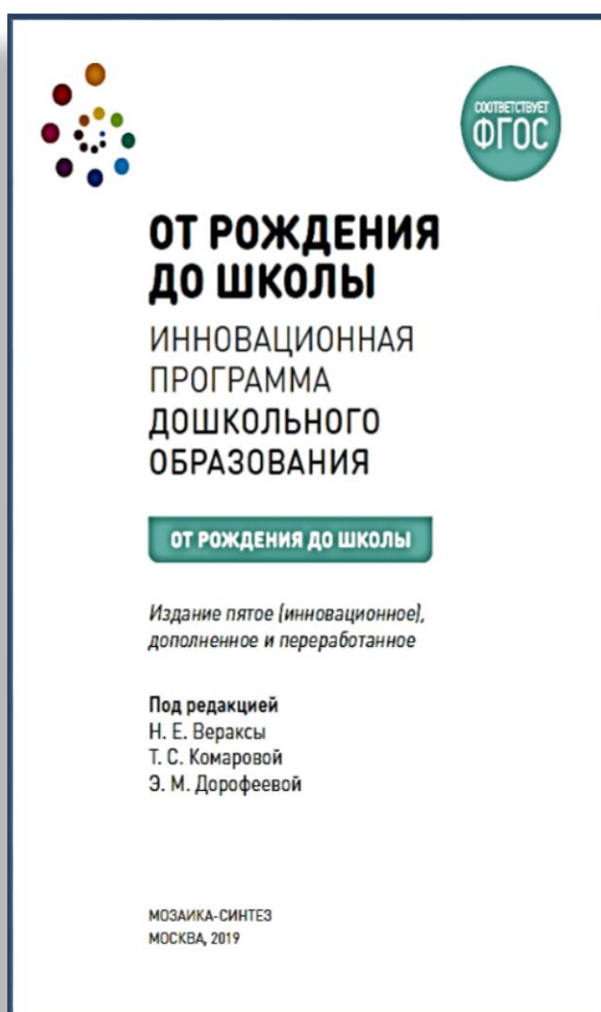 СООТВЕТСТВУЕТ
ФГОС
ОТ РОЖДЕНИЯ
ДО ШКОЛЫ
ИННОВАЦИОННАЯ
ПРОГРАММА
ДОШКОЛЬНОГО
ОБРАЗОВАНИЯ
ОТ РОЖДЕНИЯ ДО ШКОЛЫ
Издание пятое (инновационное),
дополненное и переработанное
Под редакцией
Н. Е. Вераксы
Т. С. Комаровой
Э. М. Дорофеевой
МОЗАИКА-СИНТЕЗ
МОСКВА, 2019